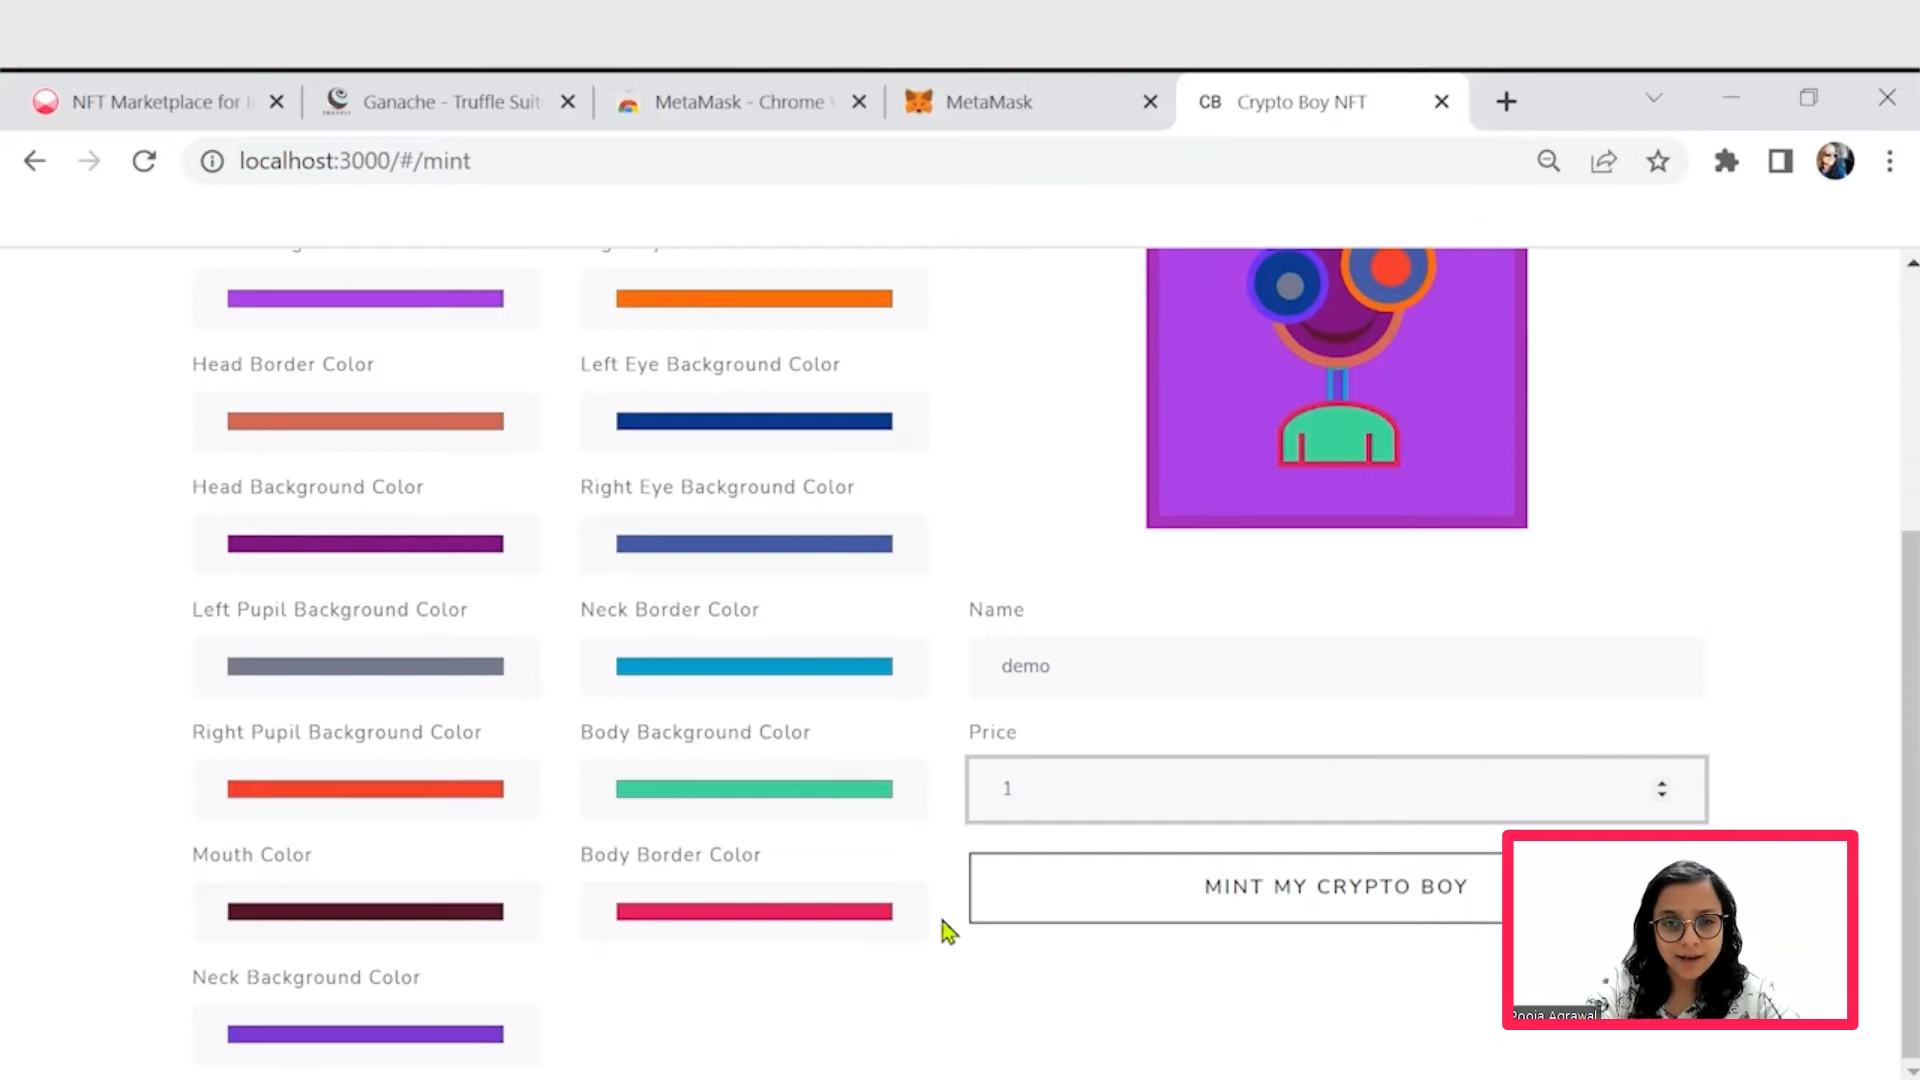 NFT Marketplace for
Ganache - Truffle Suit
MetaMask - Chrome
MetaMask
CB Crypto Boy NFT
localhost:3000/#/mint
Head Border Color
Left Eye Background Color
Head Background Color
Right Eye Background Color
Left Pupil Background Color
Neck Border Color
Name
demo
Right Pupil Background Color
Body Background Color
Price
1
Mouth Color
Body Border Color
MINT MY CRYPTO BOY
Neck Background Color
Pooja Agrawal